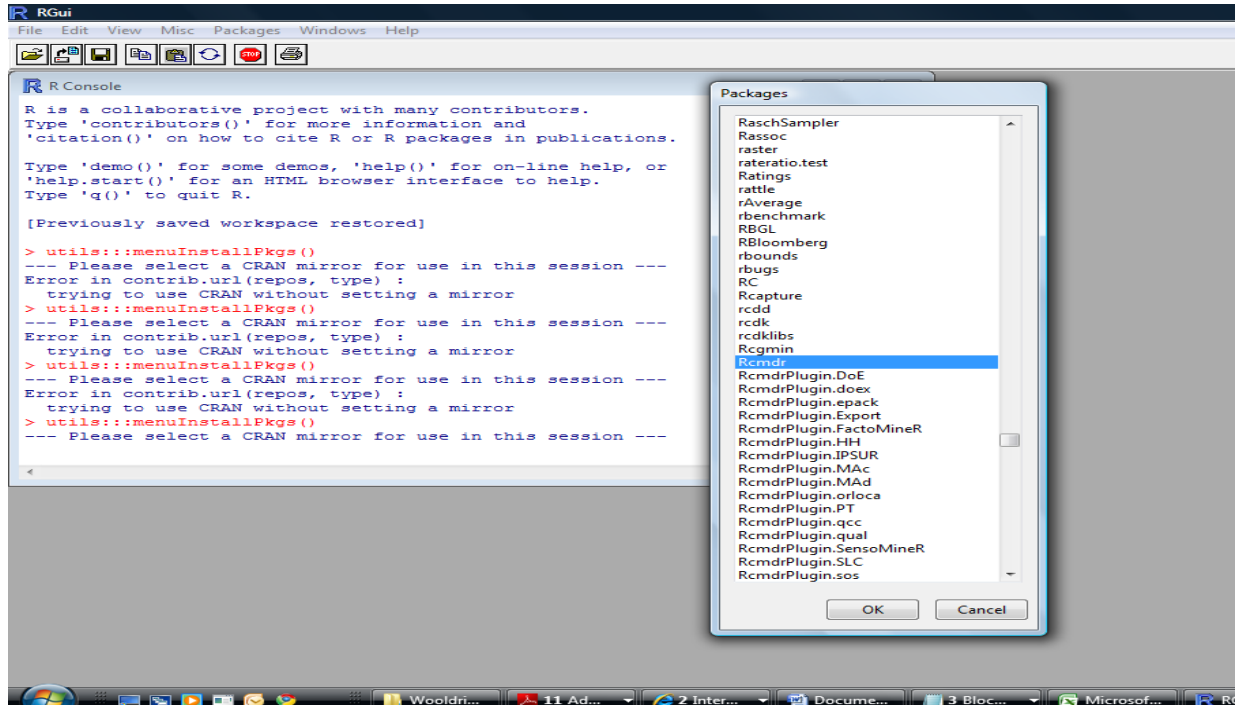 RGui
File Edit View Misc Packages Windows Help
STOP
R Console
R is a collaborative project with many contributors.
Type 'contributors()' for more information and
'citation()' on how to cite R or R packages in publications.
Type 'demo()' for some demos, 'help()' for on-line help, or
'help.start()' for an HTML browser interface to help.
Type 'q()' to quit R.
[Previously saved workspace restored]
> utils:::menuInstallPkgs()
--- Please select a CRAN mirror for use in this session ---
Error in contrib.url(repos, type) :
trying to use CRAN without setting a mirror
> utils:::menuInstallPkgs()
--- Please select a CRAN mirror for use in this session ---
Error in contrib.url(repos, type) :
trying to use CRAN without setting a mirror
> utils:::menuInstallPkgs()
--- Please select a CRAN mirror for use in this session ---
Error in contrib.url(repos, type) :
trying to use CRAN without setting a mirror
> utils:::menuInstallPkgs()
--- Please select a CRAN mirror for use in this session ---
Packages
RaschSampler
Rassoc
raster
rateratio.test
Ratings
rattle
rAverage
rbenchmark
RBGL
RBloomberg
rbounds
rbugs
RC
Rcapture
rcdd
rcdk
rcdklibs
Rcgmin
Rcmdr
RcmdrPlugin.DoE
RcmdrPlugin.doex
RcmdrPlugin.epack
RcmdrPlugin.Export
RcmdrPlugin.FactoMineR
RcmdrPlugin.HH
RcmdrPlugin.IPSUR
RcmdrPlugin.MAc
RcmdrPlugin.MAd
RcmdrPlugin.orloca
RcmdrPlugin.PT
RcmdrPlugin.qcc
RcmdrPlugin.qual
RcmdrPlugin.SensoMineR
RcmdrPlugin.SLC
RcmdrPlugin.sos
OK Cancel
Wooldri... 11 Ad... 2 Inter... Docume... 3 Bloc... Microsof...